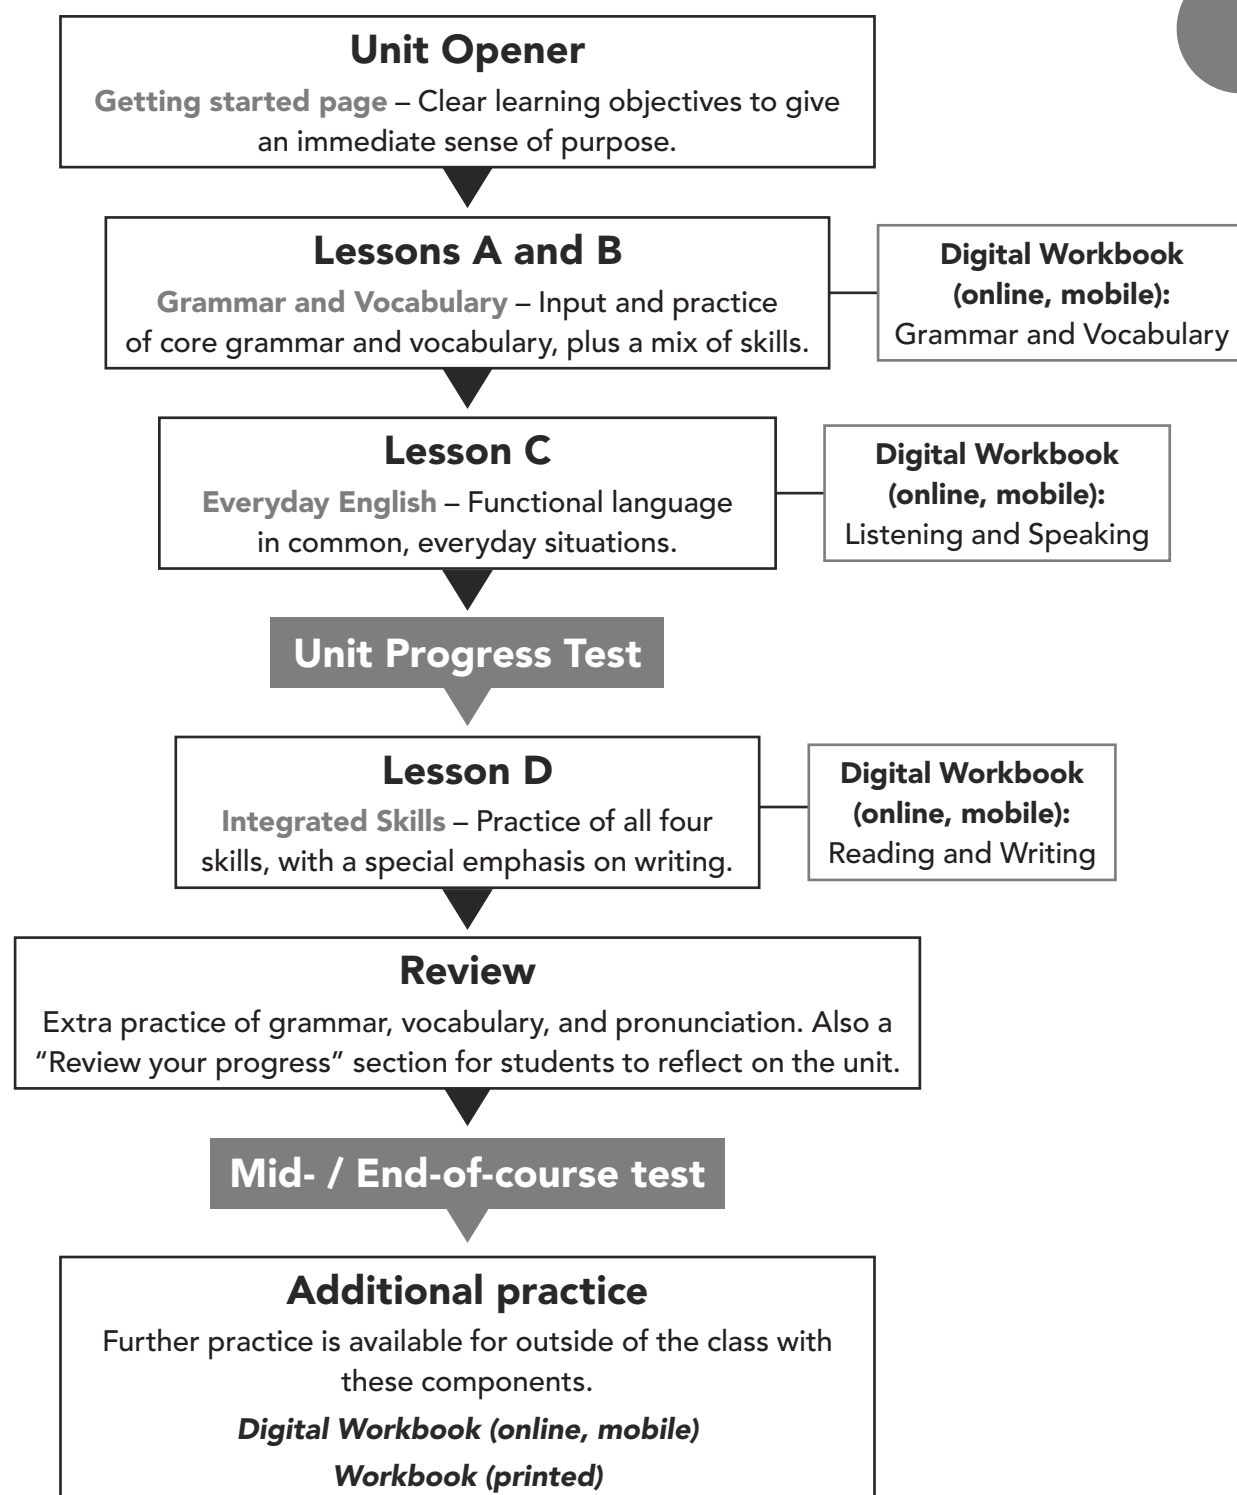 Unit Opener
Getting started page – Clear learning objectives to give
an immediate sense of purpose.
Lessons A and B
Grammar and Vocabulary – Input and practice
of core grammar and vocabulary, plus a mix of skills.
Digital Workbook
(online, mobile):
Grammar and Vocabulary
Lesson C
Everyday English – Functional language
in common, everyday situations.
Digital Workbook
(online, mobile):
Listening and Speaking
Unit Progress Test
Lesson D
Integrated Skills – Practice of all four
skills, with a special emphasis on writing.
Digital Workbook
(online, mobile):
Reading and Writing
Review
Extra practice of grammar, vocabulary, and pronunciation. Also a
“Review your progress” section for students to reflect on the unit.
Mid- / End-of-course test
Additional practice
Further practice is available for outside of the class with
these components.
Digital Workbook (online, mobile)
Workbook (printed)